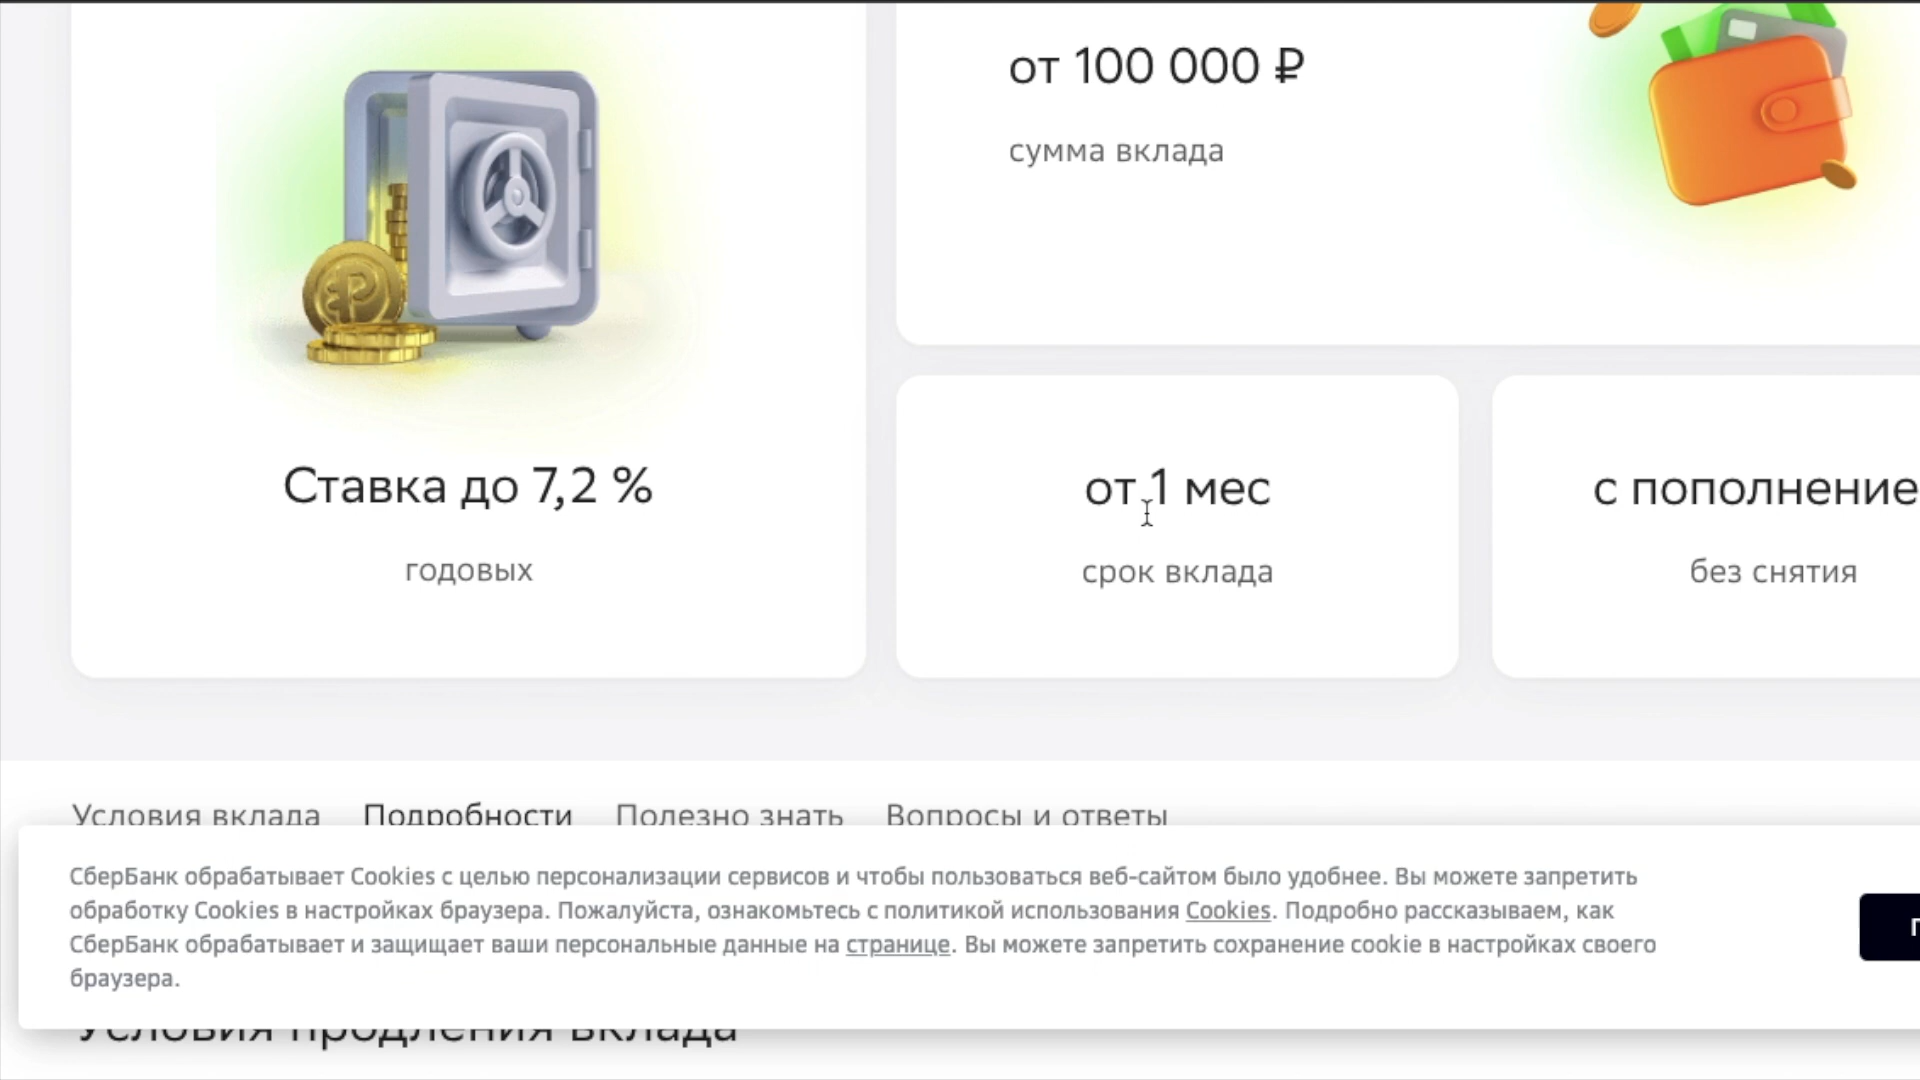 от 100 000 ₽
сумма вклада
Ставка до 7,2 %
годовых
от 1 мес
срок вклада
с пополнение
без снятия
Условия вклада Подробности Полезно знать Вопросы и ответы
СберБанк обрабатывает Cookies с целью персонализации сервисов и чтобы пользоваться веб-сайтом было удобнее. Вы можете запретить
обработку Cookies в настройках браузера. Пожалуйста, ознакомьтесь с политикой использования Cookies. Подробно рассказываем, как
СберБанк обрабатывает и защищает ваши персональные данные на странице. Вы можете запретить сохранение cookie в настройках своего
браузера.
Условия продления вклада